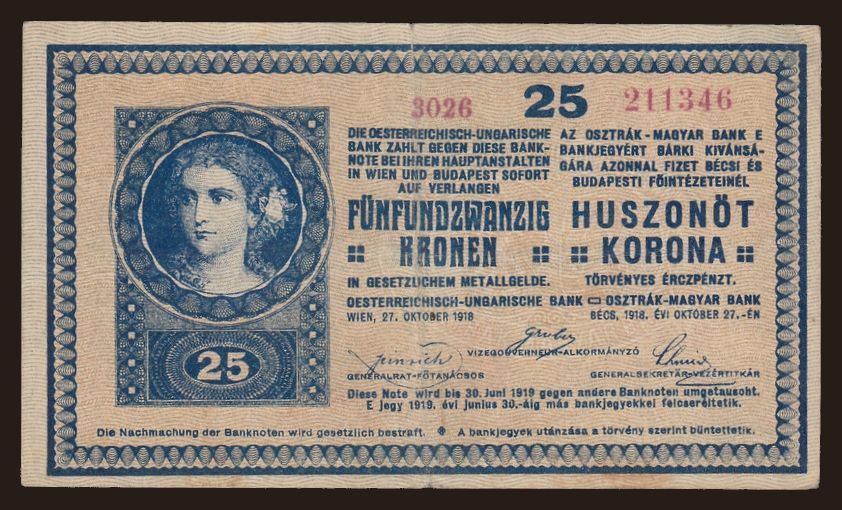 3026 25 211346
DIE OESTERREICHISCH-UNGARISCHE
BANK ZAHLT GEGEN DIESE BANK-
NOTE BEI IHREN HAUPTANSTALTEN
IN WIEN UND BUDAPEST SOFORT
AUF VERLANGEN
FÜNFUNDZWANZIG
KRONEN
IN GESETZLICHEM METALLGELDE.
OESTERREICHISCH-UNGARISCHE BANK
WIEN, 27. OKTOBER 1918
AZ OSZTRÁK-MAGYAR BANK E
BANKJEGYÉRT BÁRKI KIVÁNSÁ-
GÁRA AZONNAL FIZET BÉCSI ÉS
BUDAPESTI FŐINTÉZETEINÉL
HUSZONÖT
KORONA
TÖRVÉNYES ÉRCZPÉNZT.
OSZTRÁK-MAGYAR BANK
BÉCS, 1918. ÉVI OKTÓBER 27.-ÉN
Gruber
VIZEGOUVERNEUR-ALKORMÁNYZÓ
GENERALRAT-FŐTANÁCSOS
GENERALSEKRETÄR-VEZÉRTITKÁR
25
Diese Note wird bis 30. Juni 1919 gegen andere Banknoten umgetauscht.
E jegy 1919. évi junius 30.-áig más bankjegyekkel felcseréltetik.
Die Nachmachung der Banknoten wird gesetzlich bestraft. A bankjegyek utánzása a törvény szerint büntettetik.